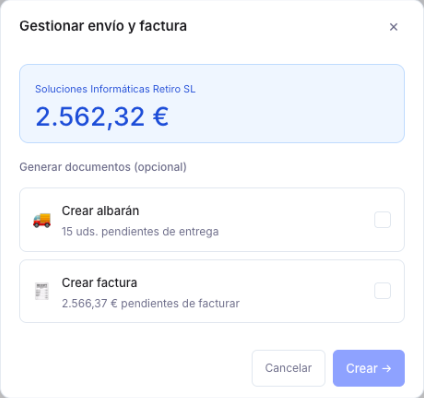 Gestionar envío y factura
×
Soluciones Informáticas Retiro SL
2.562,32 €
Generar documentos (opcional)
Crear albarán
15 uds. pendientes de entrega
Crear factura
2.566,37 € pendientes de facturar
Cancelar
Crear →